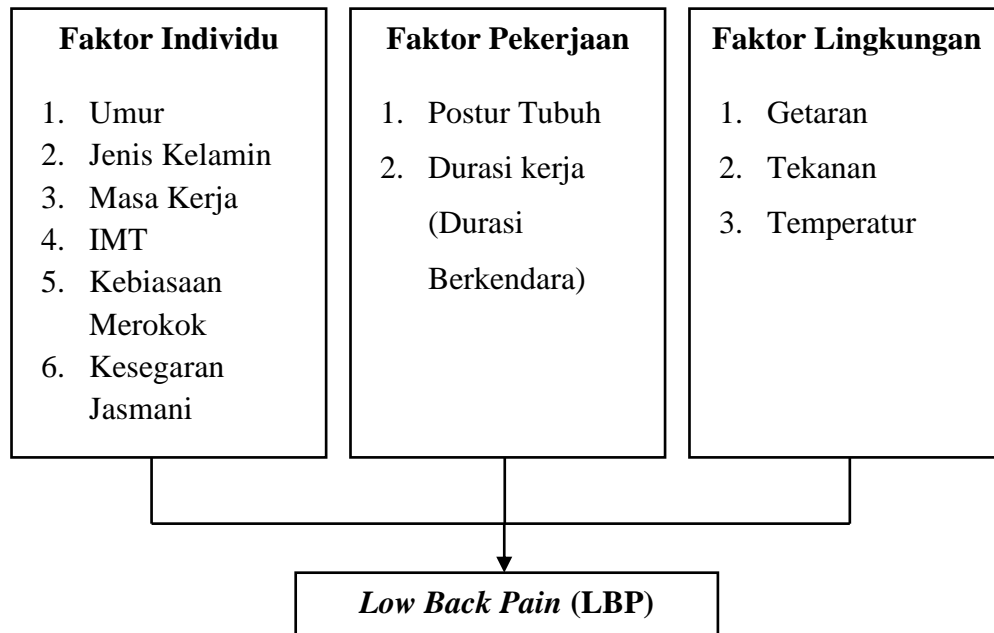 Faktor Individu
1. Umur
2. Jenis Kelamin
3. Masa Kerja
4. IMT
5. Kebiasaan
Merokok
6. Kesegaran
Jasmani
Faktor Pekerjaan
1. Postur Tubuh
2. Durasi kerja
(Durasi
Berkendara)
Faktor Lingkungan
1. Getaran
2. Tekanan
3. Temperatur
Low Back Pain (LBP)